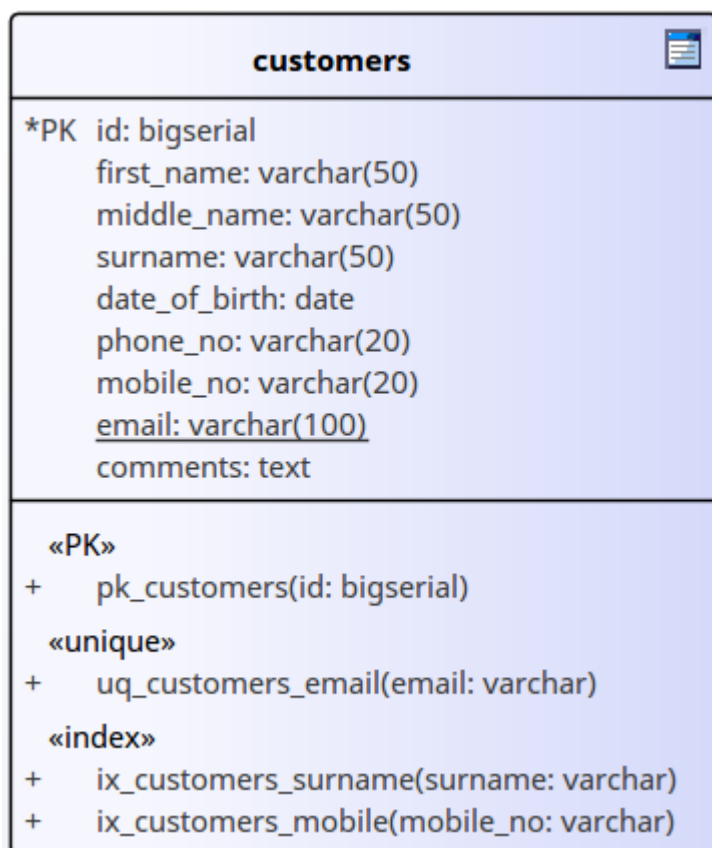 customers
*PK id: bigserial
first_name: varchar(50)
middle_name: varchar(50)
surname: varchar(50)
date_of_birth: date
phone_no: varchar(20)
mobile_no: varchar(20)
email: varchar(100)
comments: text
«PK»
+ pk_customers(id: bigserial)
«unique»
+ uq_customers_email(email: varchar)
«index»
+ ix_customers_surname(surname: varchar)
+ ix_customers_mobile(mobile_no: varchar)